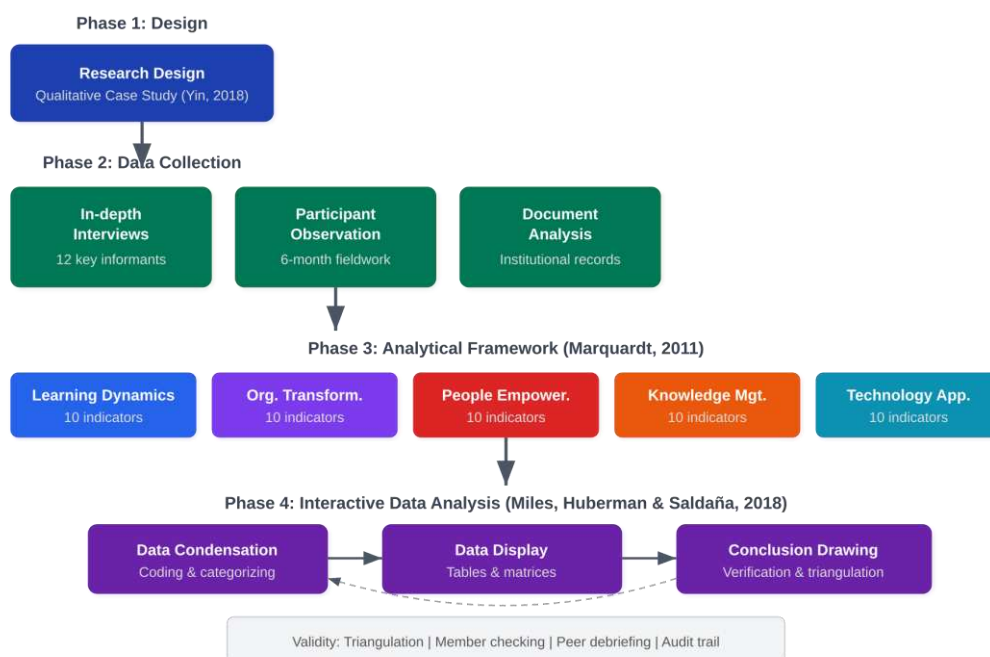 Phase 1: Design
Research Design
Qualitative Case Study (Yin, 2018)
Phase 2: Data Collection
In-depth
Interviews
12 key informants
Participant
Observation
6-month fieldwork
Document
Analysis
Institutional records
Phase 3: Analytical Framework (Marquardt, 2011)
Learning Dynamics
10 indicators
Org. Transform.
10 indicators
People Empower.
10 indicators
Knowledge Mgt.
10 indicators
Technology App.
10 indicators
Phase 4: Interactive Data Analysis (Miles, Huberman & Saldaña, 2018)
Data Condensation
Coding & categorizing
Data Display
Tables & matrices
Conclusion Drawing
Verification & triangulation
Validity: Triangulation | Member checking | Peer debriefing | Audit trail